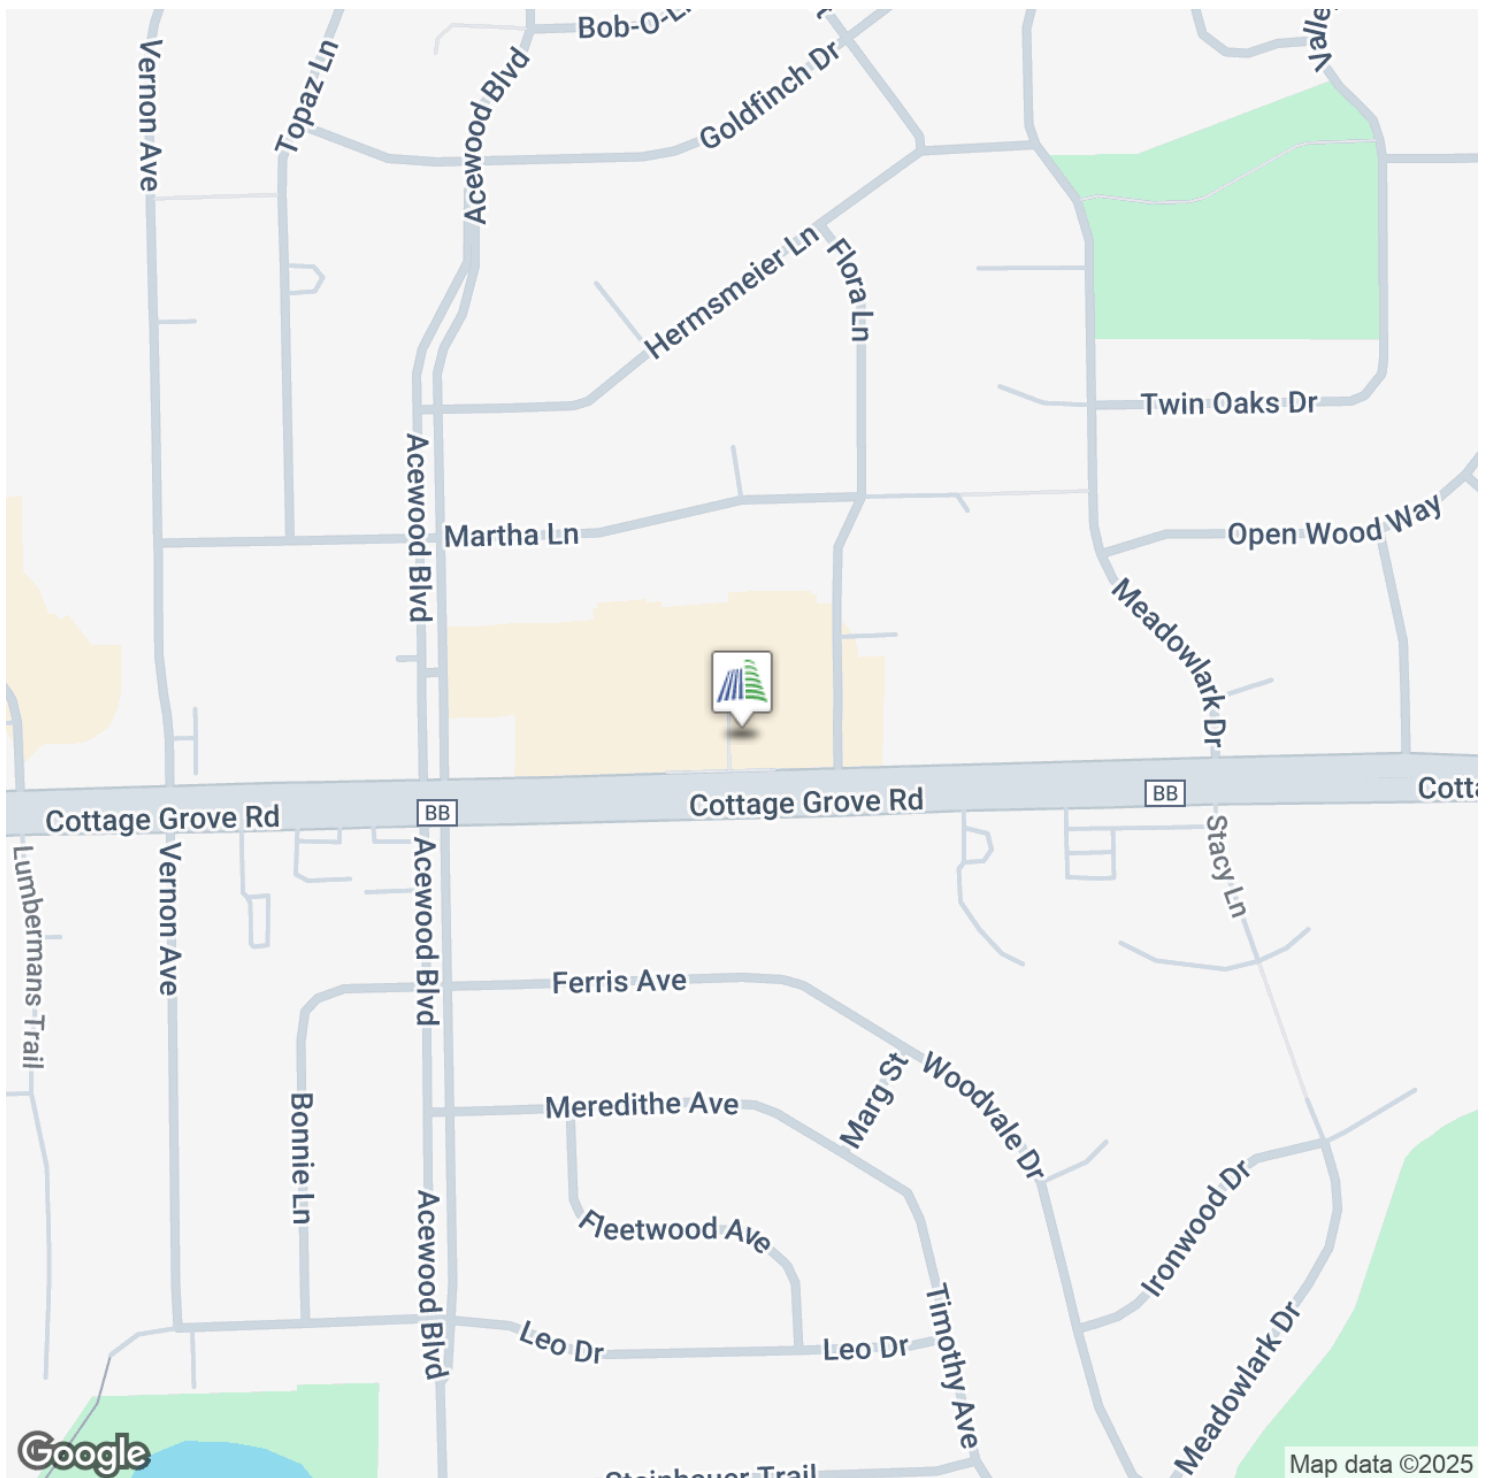 Bob-O-L
Vernon Ave
Topaz Ln
Acewood Blvd
Goldfinch Dr
Valle
Hermsmeier Ln
Flora Ln
Twin Oaks Dr
Acewood Blvd
Martha Ln
Open Wood Way
Meadowlark Dr
Cottage Grove Rd
BB
Cottage Grove Rd
BB
Cotta
Lumbermans Trail
Vernon Ave
Acewood Blvd
Stacy Ln
Ferris Ave
Marg St
Woodvale Dr
Bonnie Ln
Meredithe Ave
Fleetwood Ave
Ironwood Dr
Acewood Blvd
Leo Dr
Leo Dr
Timothy Ave
Meadowlark Dr
Steinhauer Trail
Google
Map data ©2025